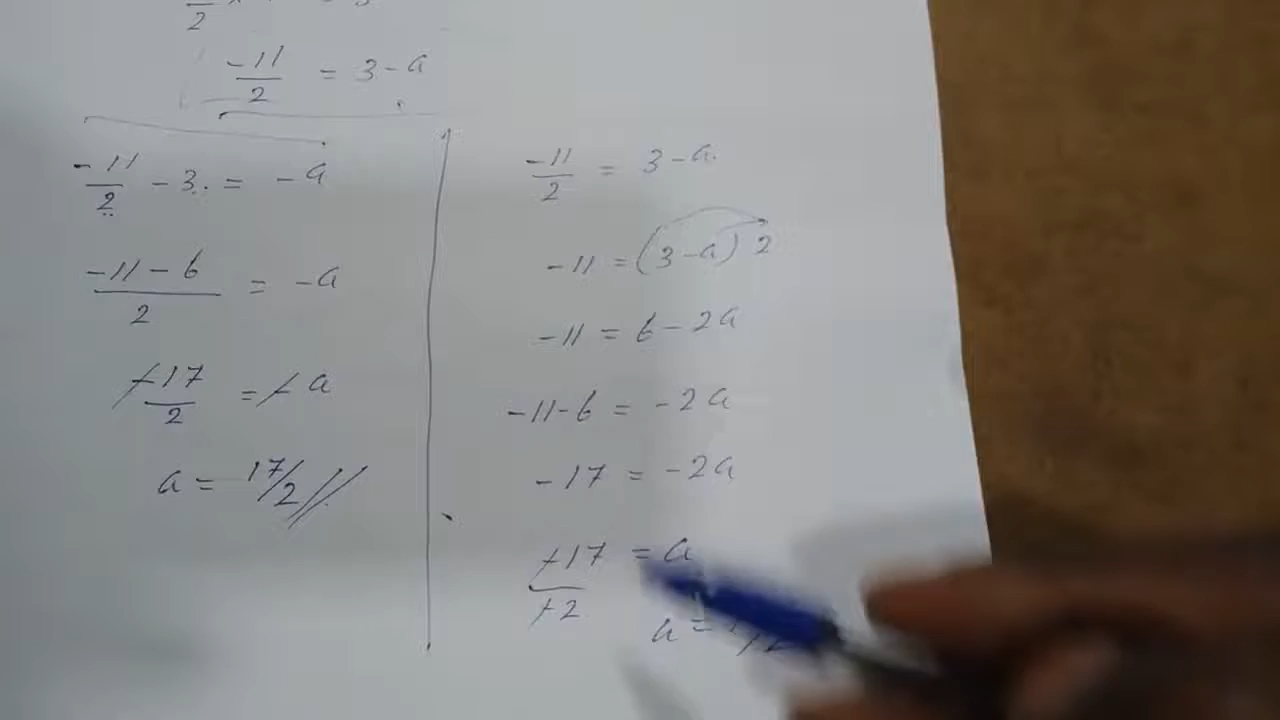 -11/2 = 3-a
-11/2 - 3 = -a
-11-6/2 = -a
-17/2 = -a
a = 17/2
-11/2 = 3-a
-11 = (3-a) 2
-11 = 6-2a
-11-6 = -2a
-17 = -2a
-17/-2 = a
a =